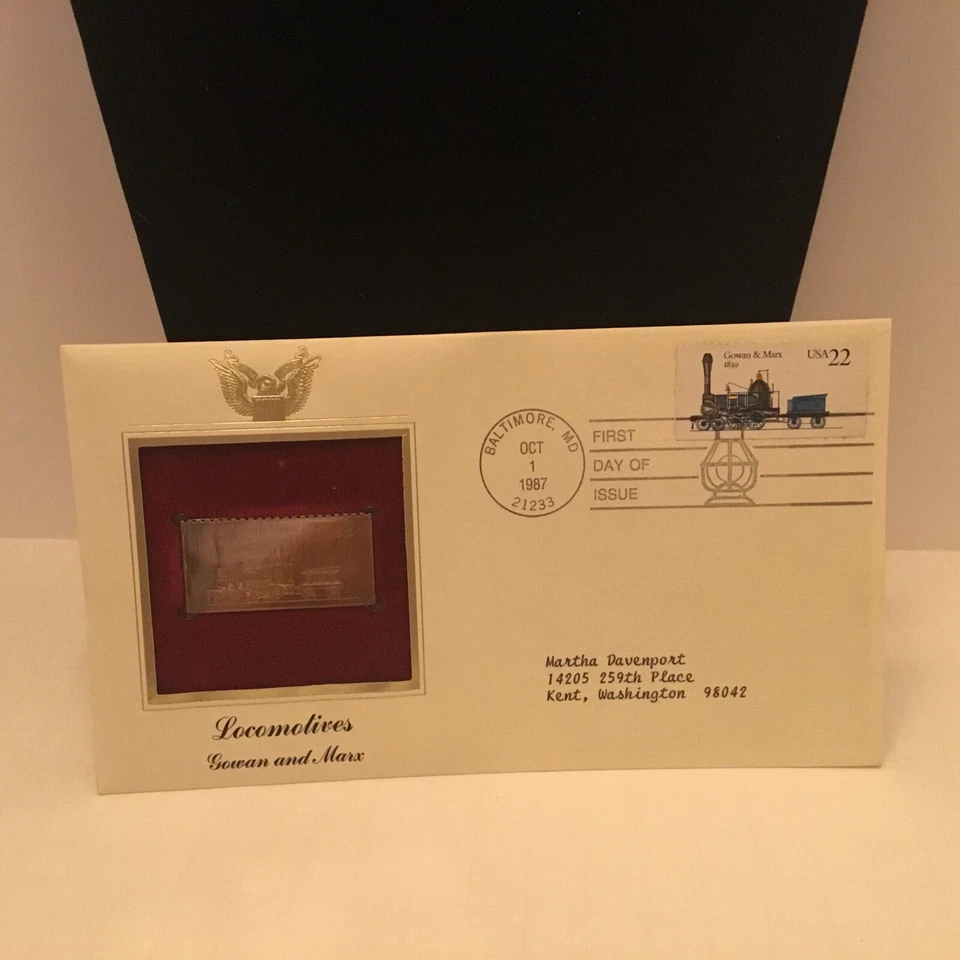 Gowan & Marx
1839
USA22
BALTIMORE, MD
OCT
1
1987
21233
FIRST
DAY OF
ISSUE
Martha Davenport
14205 259th Place
Kent, Washington 98042
Locomotives
Gowan and Marx